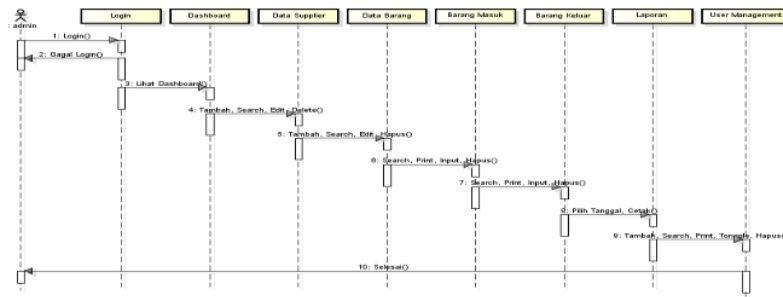 Login
Dashboard
Data Supplier
Data Barang
Barang Masuk
Barang Keluar
Laporan
User Management
: admin
1: Login()
2: Gagal Login()
3: Lihat Dashboard()
4: Tambah, Search, Edit, Delete()
5: Tambah, Search, Edit, Hapus()
6: Search, Print, Input, Hapus()
7: Search, Print, Input, Hapus()
8: Pilih Tanggal, Cetak()
9: Tambah, Search, Print, Tonggle, Hapus()
10: Selesai()